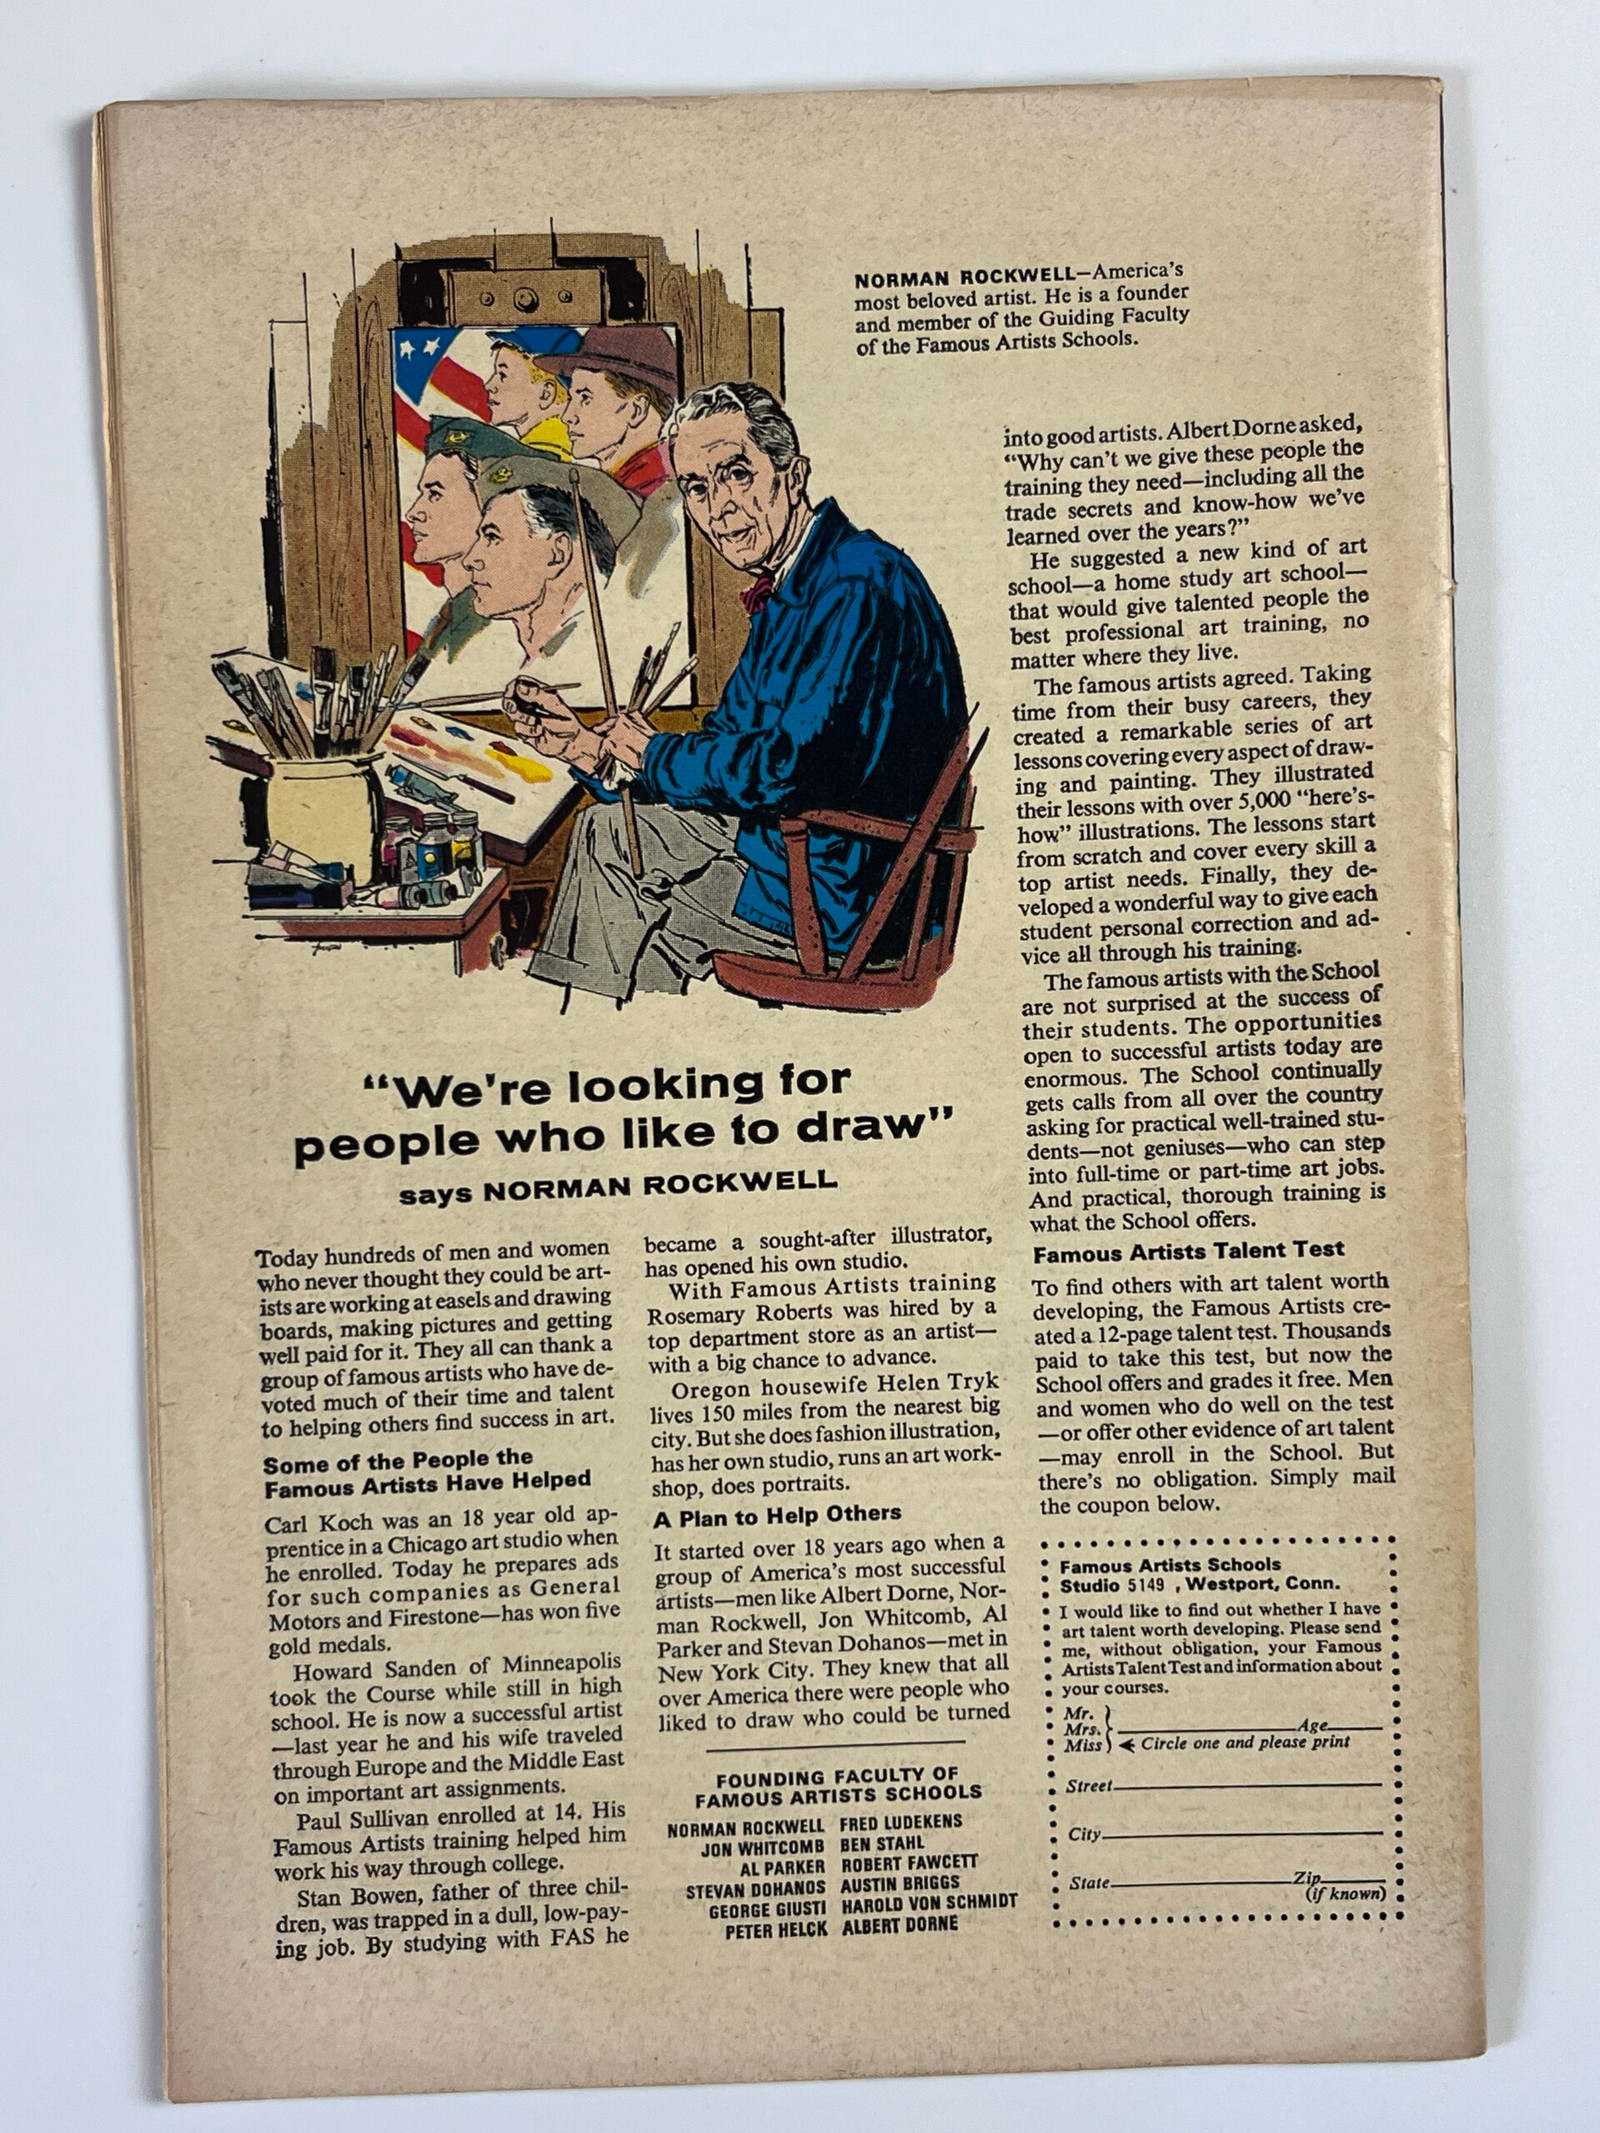 NORMAN ROCKWELL—America's
most beloved artist. He is a founder
and member of the Guiding Faculty
of the Famous Artists Schools.
"We're looking for
people who like to draw"
says NORMAN ROCKWELL
Today hundreds of men and women
who never thought they could be art-
ists are working at easels and drawing
boards, making pictures and getting
well paid for it. They all can thank a
group of famous artists who have de-
voted much of their time and talent
to helping others find success in art.
Some of the People the
Famous Artists Have Helped
Carl Koch was an 18 year old ap-
prentice in a Chicago art studio when
he enrolled. Today he prepares ads
for such companies as General
Motors and Firestone—has won five
gold medals.
Howard Sanden of Minneapolis
took the Course while still in high
school. He is now a successful artist
—last year he and his wife traveled
through Europe and the Middle East
on important art assignments.
Paul Sullivan enrolled at 14. His
Famous Artists training helped him
work his way through college.
Stan Bowen, father of three chil-
dren, was trapped in a dull, low-pay-
ing job. By studying with FAS he
became a sought-after illustrator,
has opened his own studio.
With Famous Artists training
Rosemary Roberts was hired by a
top department store as an artist—
with a big chance to advance.
Oregon housewife Helen Tryk
lives 150 miles from the nearest big
city. But she does fashion illustration,
has her own studio, runs an art work-
shop, does portraits.
A Plan to Help Others
It started over 18 years ago when a
group of America's most successful
artists—men like Albert Dorne, Nor-
man Rockwell, Jon Whitcomb, Al
Parker and Stevan Dohanos—met in
New York City. They knew that all
over America there were people who
liked to draw who could be turned
into good artists. Albert Dorne asked,
"Why can't we give these people the
training they need—including all the
trade secrets and know-how we've
learned over the years?"
He suggested a new kind of art
school—a home study art school—
that would give talented people the
best professional art training, no
matter where they live.
The famous artists agreed. Taking
time from their busy careers, they
created a remarkable series of art
lessons covering every aspect of draw-
ing and painting. They illustrated
their lessons with over 5,000 "here's-
how" illustrations. The lessons start
from scratch and cover every skill a
top artist needs. Finally, they de-
veloped a wonderful way to give each
student personal correction and ad-
vice all through his training.
The famous artists with the School
are not surprised at the success of
their students. The opportunities
open to successful artists today are
enormous. The School continually
gets calls from all over the country
asking for practical well-trained stu-
dents—not geniuses—who can step
into full-time or part-time art jobs.
And practical, thorough training is
what the School offers.
Famous Artists Talent Test
To find others with art talent worth
developing, the Famous Artists cre-
ated a 12-page talent test. Thousands
paid to take this test, but now the
School offers and grades it free. Men
and women who do well on the test
—or offer other evidence of art talent
—may enroll in the School. But
there's no obligation. Simply mail
the coupon below.
FOUNDING FACULTY OF
FAMOUS ARTISTS SCHOOLS
NORMAN ROCKWELL FRED LUDEKENS
JON WHITCOMB BEN STAHL
AL PARKER ROBERT FAWCETT
STEVAN DOHANOS AUSTIN BRIGGS
GEORGE GIUSTI HAROLD VON SCHMIDT
PETER HELCK ALBERT DORNE
Famous Artists Schools
Studio 5149 , Westport, Conn.
I would like to find out whether I have
art talent worth developing. Please send
me, without obligation, your Famous
Artists Talent Test and information about
your courses.
Mr.
Mrs. Age
Miss Circle one and please print
Street
City
State Zip
(if known)